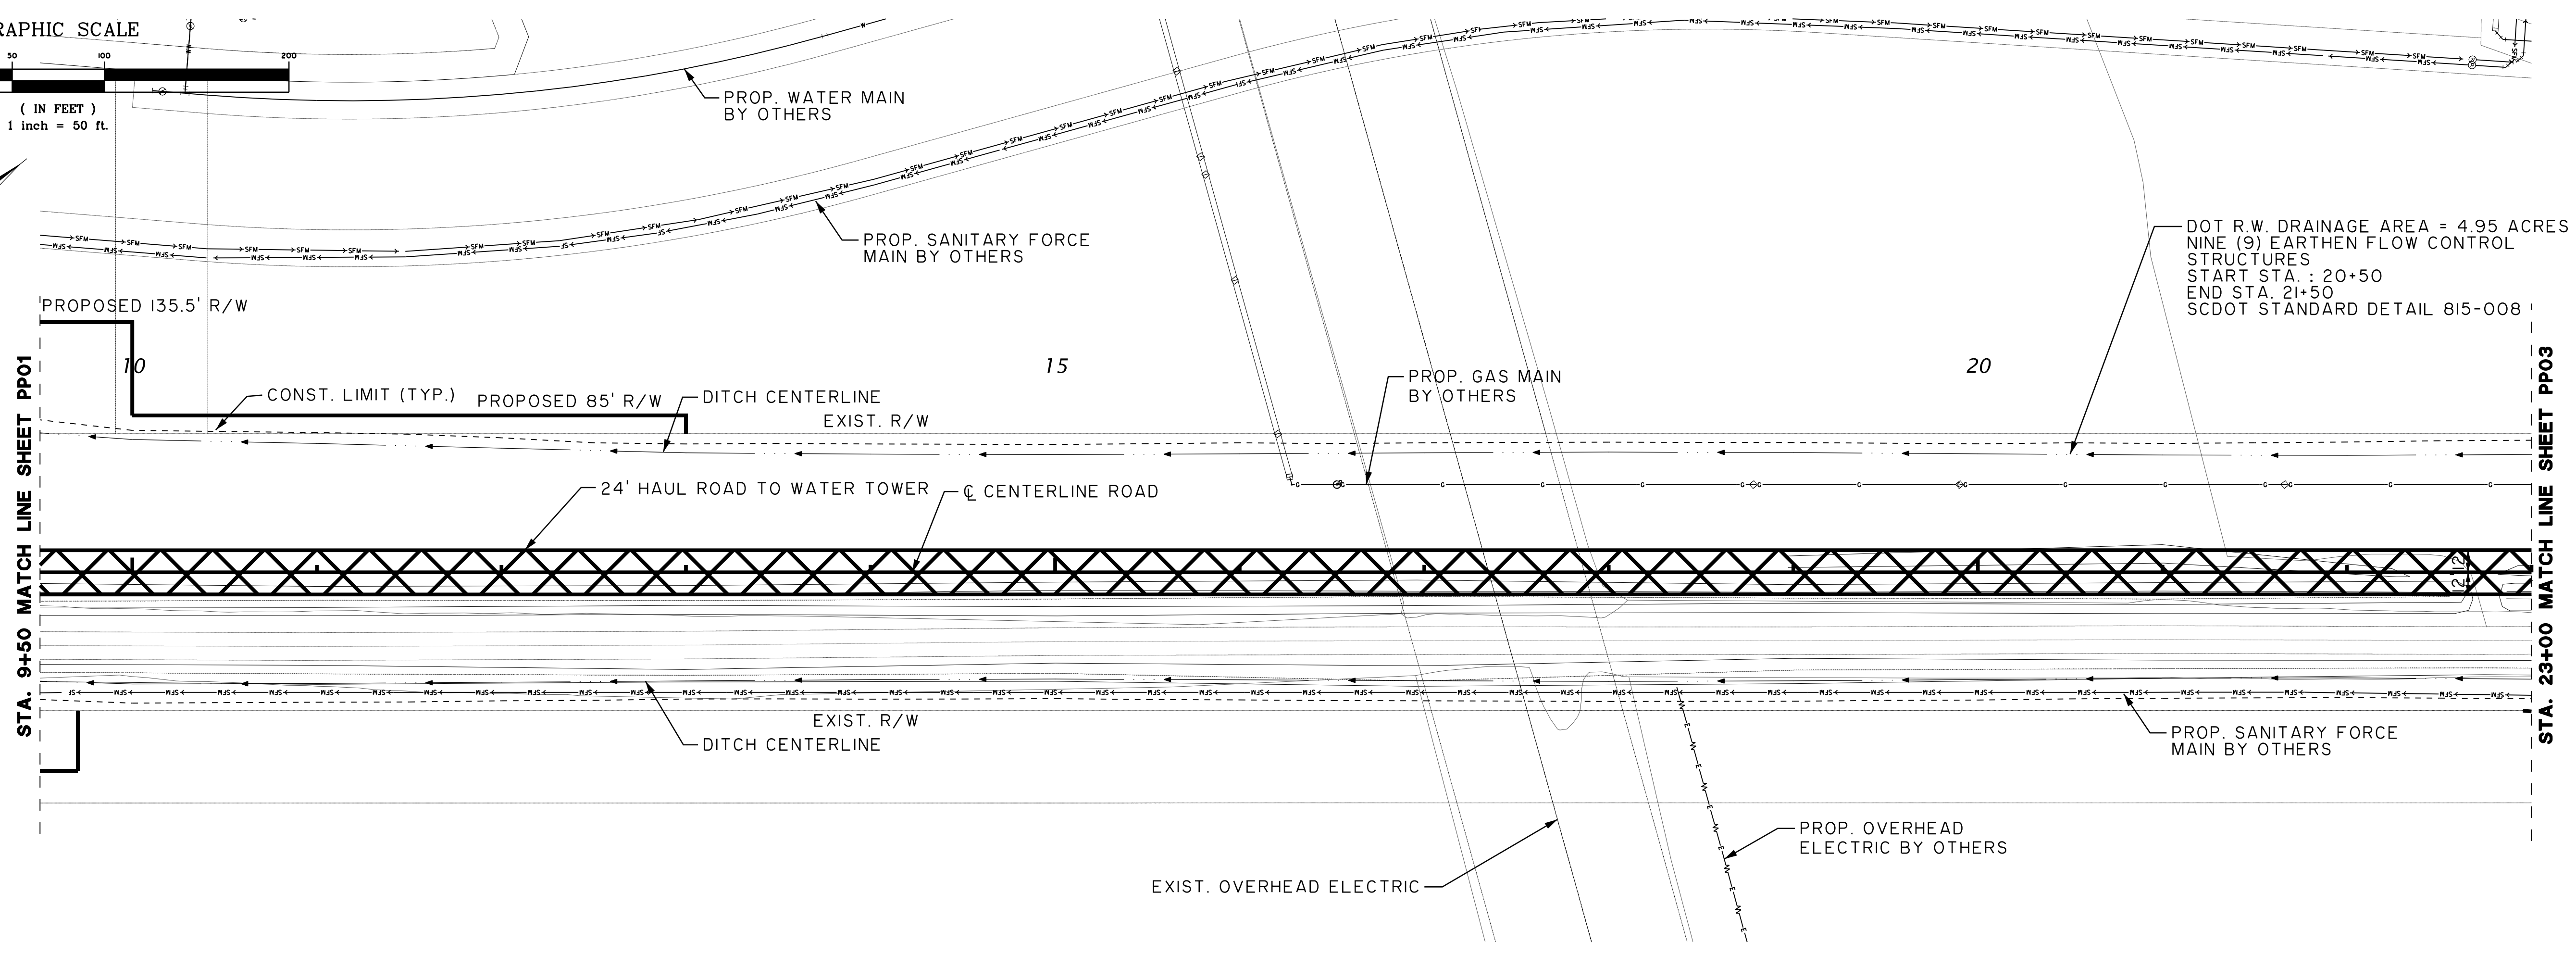 RAPHIC SCALE
50 100 200
( IN FEET )
1 inch = 50 ft.
PROP. WATER MAIN
BY OTHERS
PROP. SANITARY FORCE
MAIN BY OTHERS
DOT R.W. DRAINAGE AREA = 4.95 ACRES
NINE (9) EARTHEN FLOW CONTROL
STRUCTURES
START STA. : 20+50
END STA. 21+50
SCDOT STANDARD DETAIL 815-008
PROPOSED 135.5' R/W
10 15 20
CONST. LIMIT (TYP.)
PROPOSED 85' R/W
DITCH CENTERLINE
EXIST. R/W
PROP. GAS MAIN
BY OTHERS
24' HAUL ROAD TO WATER TOWER
℄ CENTERLINE ROAD
12 12
STA. 9+50 MATCH LINE SHEET PP01
STA. 23+00 MATCH LINE SHEET PP03
EXIST. R/W
DITCH CENTERLINE
PROP. SANITARY FORCE
MAIN BY OTHERS
PROP. OVERHEAD
ELECTRIC BY OTHERS
EXIST. OVERHEAD ELECTRIC